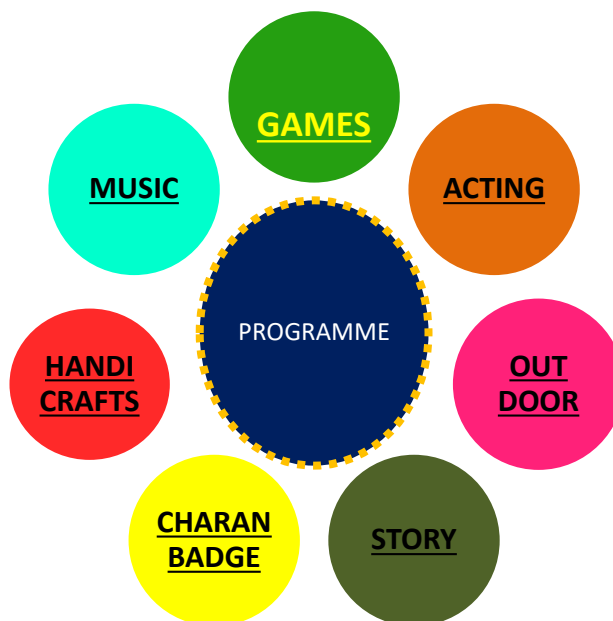 GAMES
MUSIC
ACTING
PROGRAMME
HANDI
CRAFTS
OUT
DOOR
CHARAN
BADGE
STORY